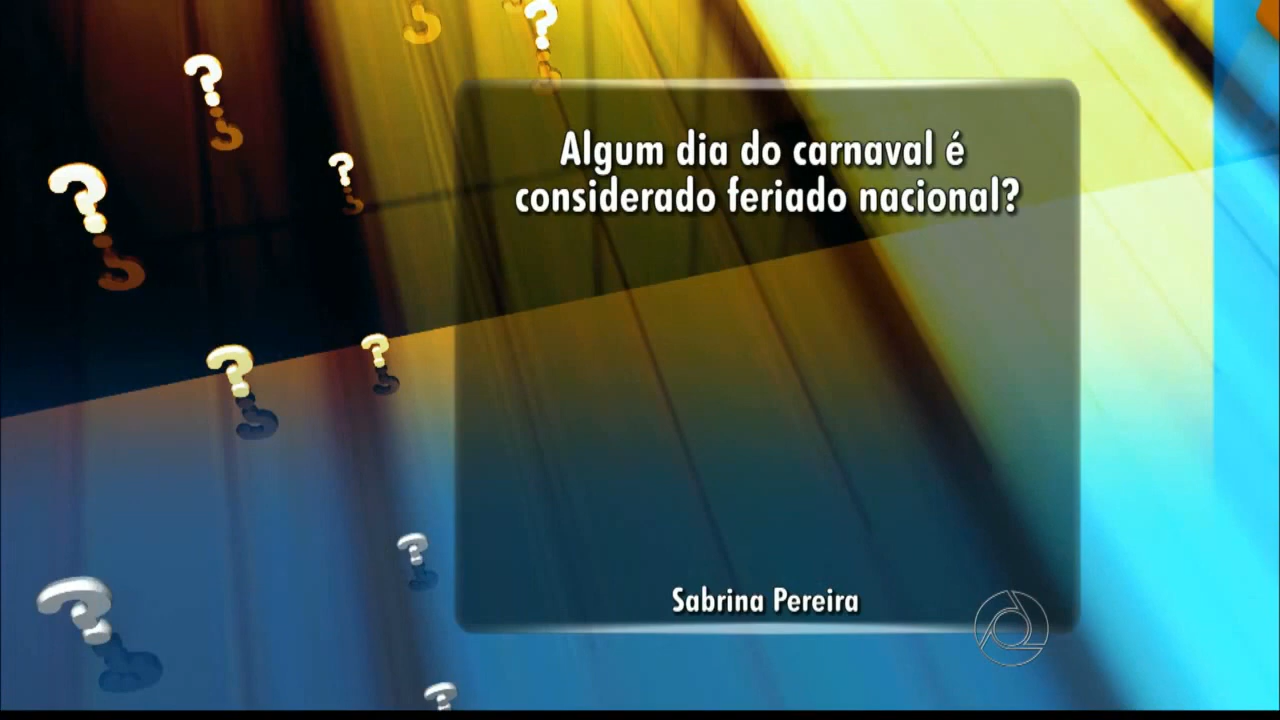 Algum dia do carnaval é
considerado feriado nacional?
Sabrina Pereira